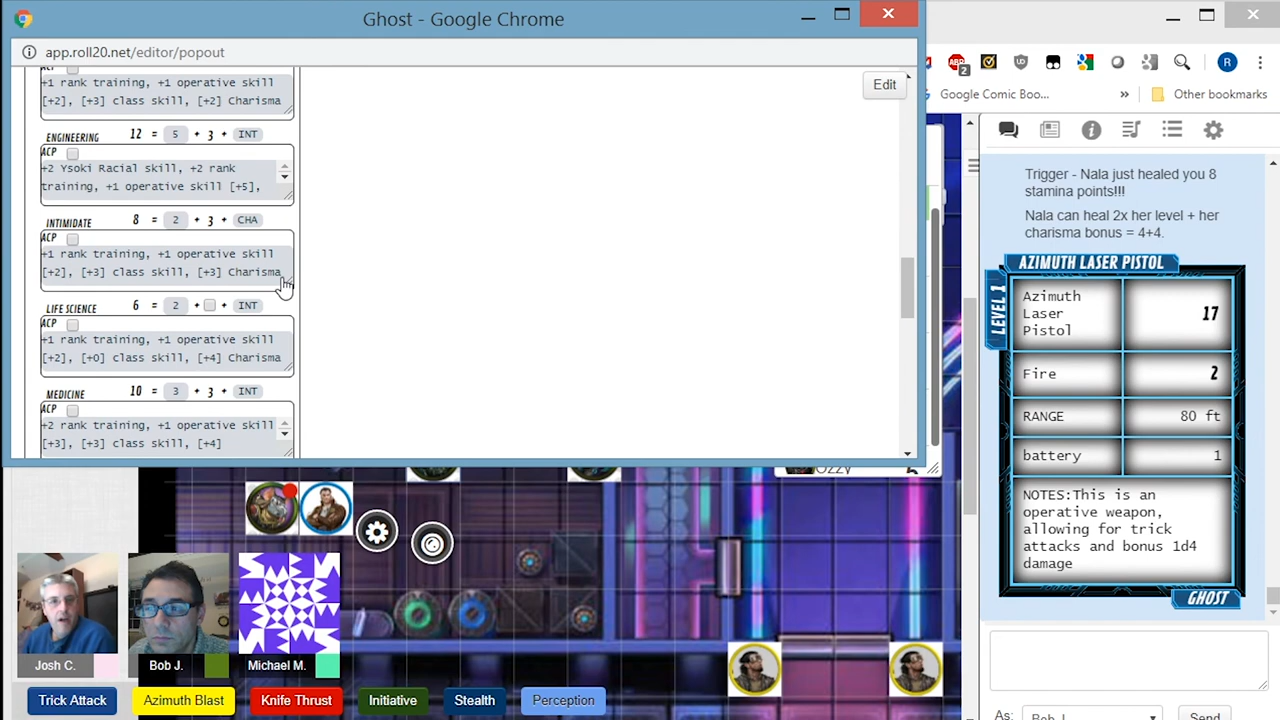 Ghost - Google Chrome
app.roll20.net/editor/popout
Edit
ACP
+1 rank training, +1 operative skill
[+2], [+3] class skill, [+2] Charisma
ENGINEERING 12 = 5 + 3 + INT
ACP
+2 Ysoki Racial skill, +2 rank
training, +1 operative skill [+5],
INTIMIDATE 8 = 2 + 3 + CHA
ACP
+1 rank training, +1 operative skill
[+2], [+3] class skill, [+3] Charisma
LIFE SCIENCE 6 = 2 + + INT
ACP
+1 rank training, +1 operative skill
[+2], [+0] class skill, [+4] Charisma
MEDICINE 10 = 3 + 3 + INT
ACP
+2 rank training, +1 operative skill
[+3], [+3] class skill, [+4]
ABP
2
R
Google Comic Boo...
» Other bookmarks
Trigger - Nala just healed you 8
stamina points!!!
Nala can heal 2x her level + her
charisma bonus = 4+4.
AZIMUTH LASER PISTOL
LEVEL 1
Azimuth
Laser
Pistol
17
Fire 2
RANGE 80 ft
battery 1
NOTES:This is an
operative weapon,
allowing for trick
attacks and bonus 1d4
damage
GHOST
As: Bob J. Send
Ozzy
Josh C. Bob J. Michael M.
Trick Attack Azimuth Blast Knife Thrust Initiative Stealth Perception